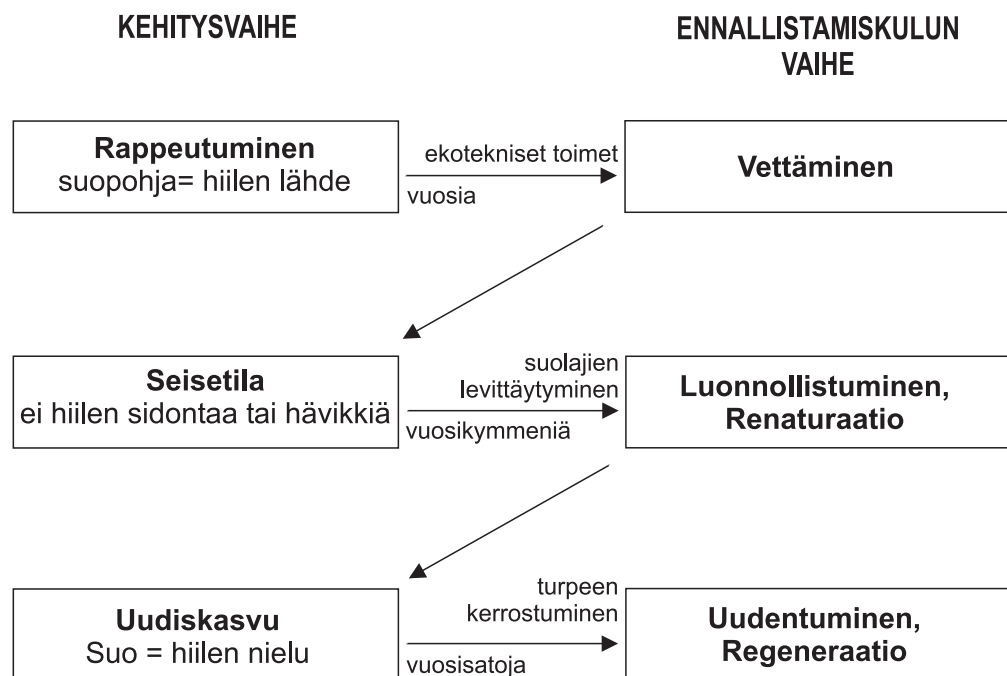 KEHITYSVAIHE
ENNALLISTAMISKULUN
VAIHE
Rappeutuminen
suopohja= hiilen lähde
ekotekniset toimet
vuosia
Vettäminen
Seisetila
ei hiilen sidontaa tai hävikkiä
suolajien
levittäytyminen
vuosikymmeniä
Luonnollistuminen,
Renaturaatio
Uudiskasvu
Suo = hiilen nielu
turpeen
kerrostuminen
vuosisatoja
Uudentuminen,
Regeneraatio